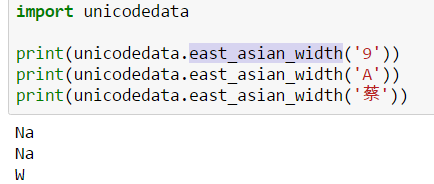 import unicodedata
print(unicodedata.east_asian_width('9'))
print(unicodedata.east_asian_width('A'))
print(unicodedata.east_asian_width('蔡'))
Na
Na
W